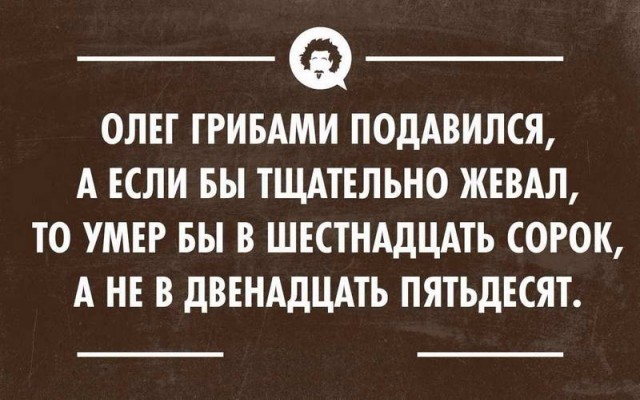 ОЛЕГ ГРИБАМИ ПОДАВИЛСЯ,
А ЕСЛИ БЫ ТЩАТЕЛЬНО ЖЕВАЛ,
ТО УМЕР БЫ В ШЕСТНАДЦАТЬ СОРОК,
А НЕ В ДВЕНАДЦАТЬ ПЯТЬДЕСЯТ.